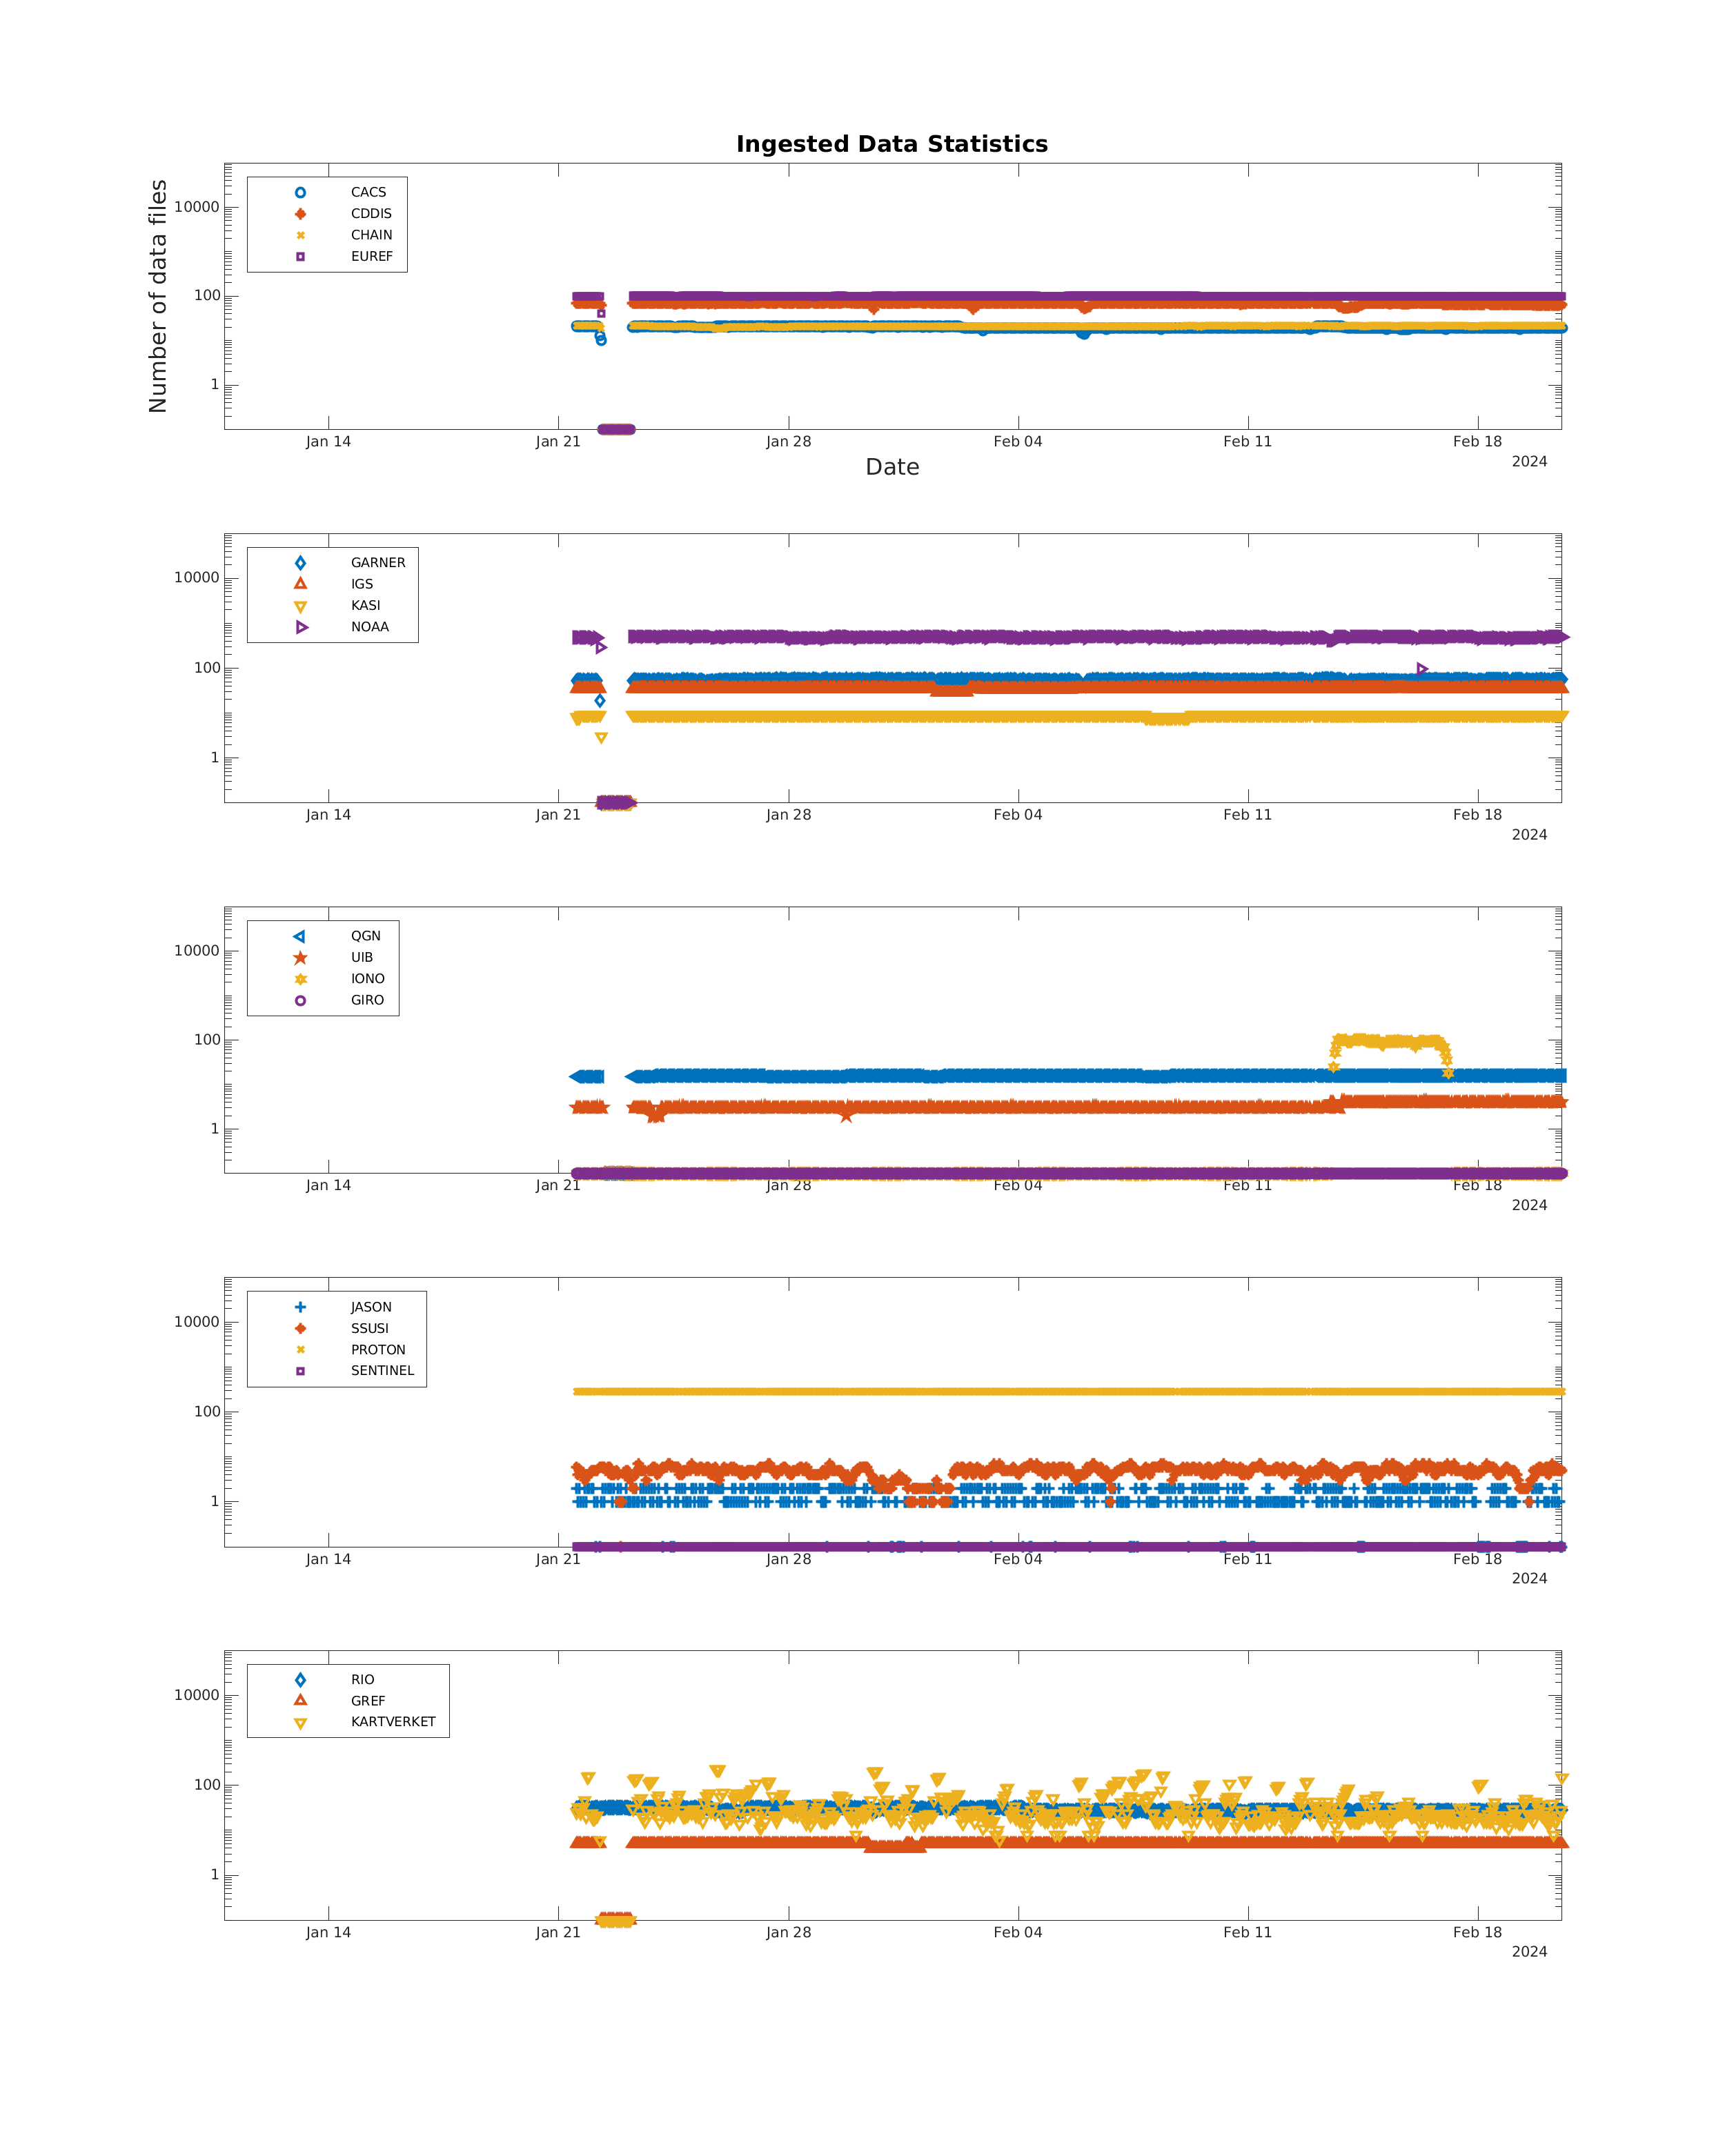 Ingested Data Statistics
Number of data files
CACS
CDDIS
CHAIN
EUREF
10000
100
1
Jan 14 Jan 21 Jan 28 Feb 04 Feb 11 Feb 18
2024
Date
GARNER
IGS
KASI
NOAA
10000
100
1
Jan 14 Jan 21 Jan 28 Feb 04 Feb 11 Feb 18
2024
QGN
UIB
IONO
GIRO
10000
100
1
Jan 14 Jan 21 Jan 28 Feb 04 Feb 11 Feb 18
2024
JASON
SSUSI
PROTON
SENTINEL
10000
100
1
Jan 14 Jan 21 Jan 28 Feb 04 Feb 11 Feb 18
2024
RIO
GREF
KARTVERKET
10000
100
1
Jan 14 Jan 21 Jan 28 Feb 04 Feb 11 Feb 18
2024